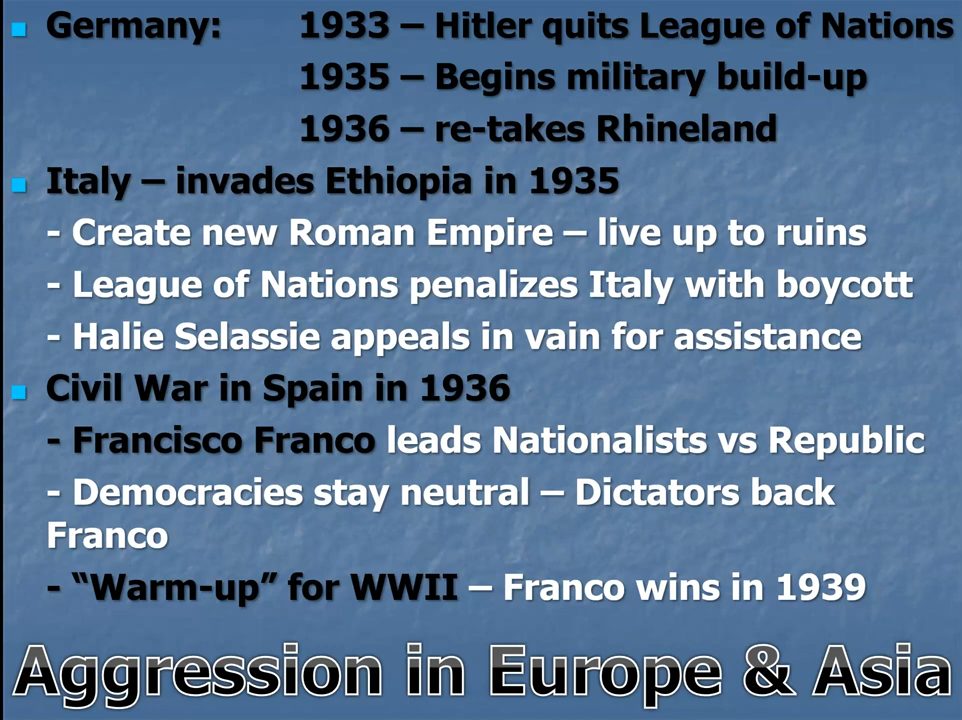 Germany: 1933 – Hitler quits League of Nations
1935 – Begins military build-up
1936 – re-takes Rhineland
Italy – invades Ethiopia in 1935
- Create new Roman Empire – live up to ruins
- League of Nations penalizes Italy with boycott
- Halie Selassie appeals in vain for assistance
Civil War in Spain in 1936
- Francisco Franco leads Nationalists vs Republic
- Democracies stay neutral – Dictators back
Franco
- “Warm-up” for WWII – Franco wins in 1939
Aggression in Europe & Asia